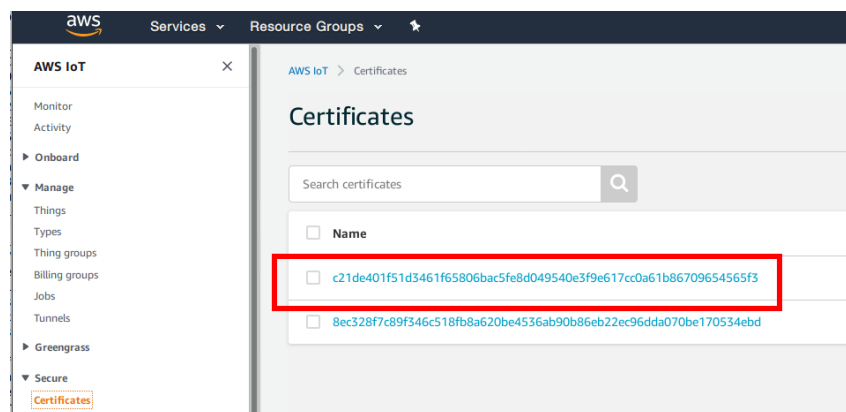 aws Services Resource Groups
AWS IoT
Monitor
Activity
Onboard
Manage
Things
Types
Thing groups
Billing groups
Jobs
Tunnels
Greengrass
Secure
Certificates
AWS IoT > Certificates
Certificates
Search certificates
Name
c21de401f51d3461f65806bac5fe8d049540e3f9e617cc0a61b86709654565f3
8ec328f7c89f346c518fb8a620be4536ab90b86eb22ec96dda070be170534ebd